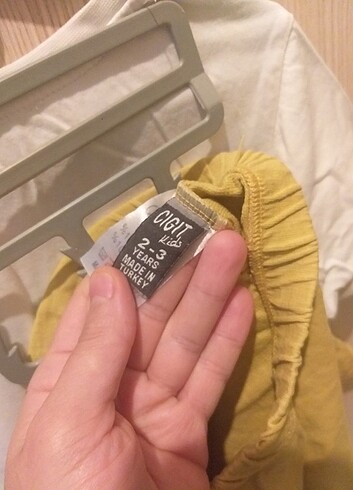 CIGIT
Kids
2-3
YEARS
MADE IN
TURKEY